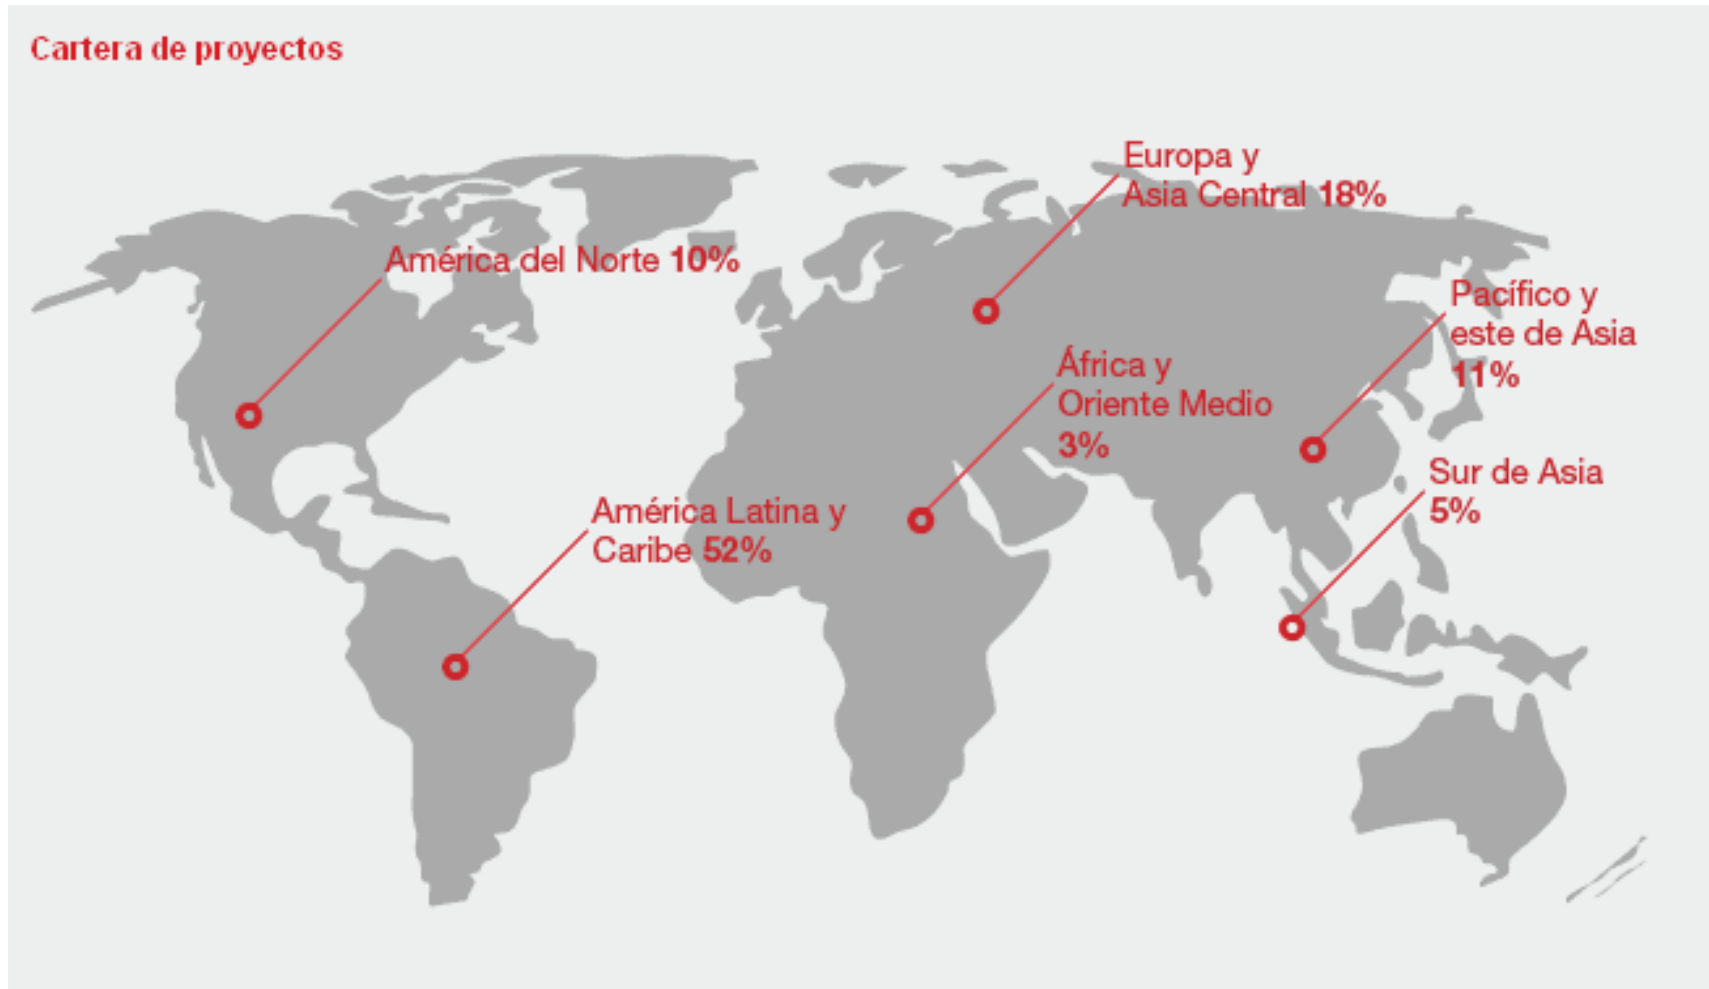 Cartera de proyectos
Europa y
Asia Central 18%
América del Norte 10%
Pacífico y
este de Asia
11%
África y
Oriente Medio
3%
Sur de Asia
5%
América Latina y
Caribe 52%